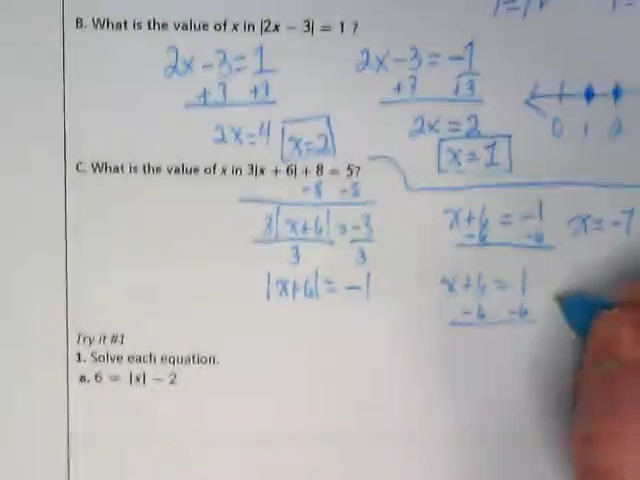 B. What is the value of x in |2x − 3| = 1 ?
2x - 3 = 1
2x - 3 = -1
+3
+3 +3
2x = 4
x = 2
2x = 2
x = 1
0 1 2
C. What is the value of x in 3|x + 6| + 8 = 5?
-8 -8
3|x+6| = -3
3 3
|x+6| = -1
x+6 = -1
-6 -6
x = -7
x+6 = 1
-6 -6
Try it #1
1. Solve each equation.
a. 6 = |x| − 2